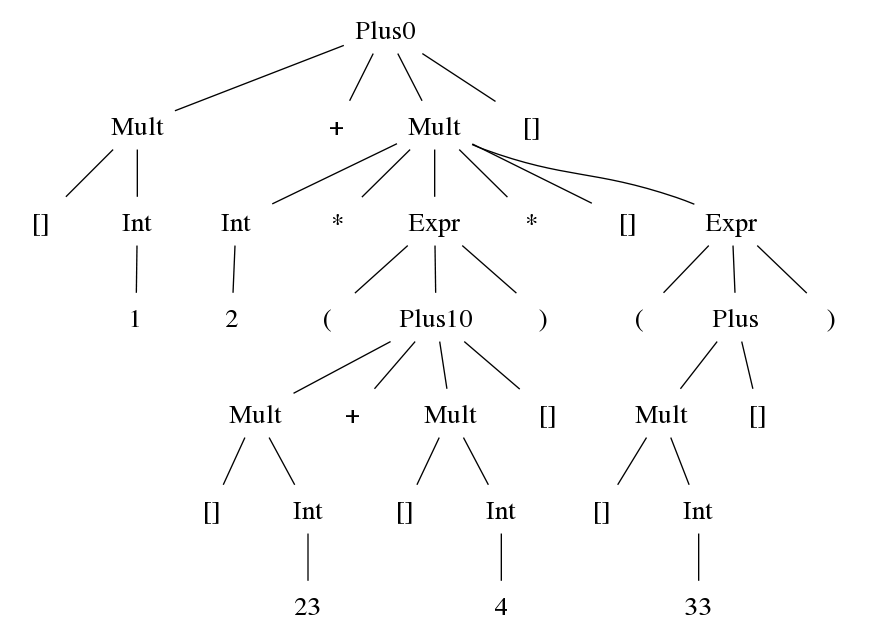 Plus0
Mult + Mult []
[] Int Int * Expr * [] Expr
1 2 ( Plus10 ) ( Plus )
Mult + Mult [] Mult []
[] Int [] Int [] Int
23 4 33